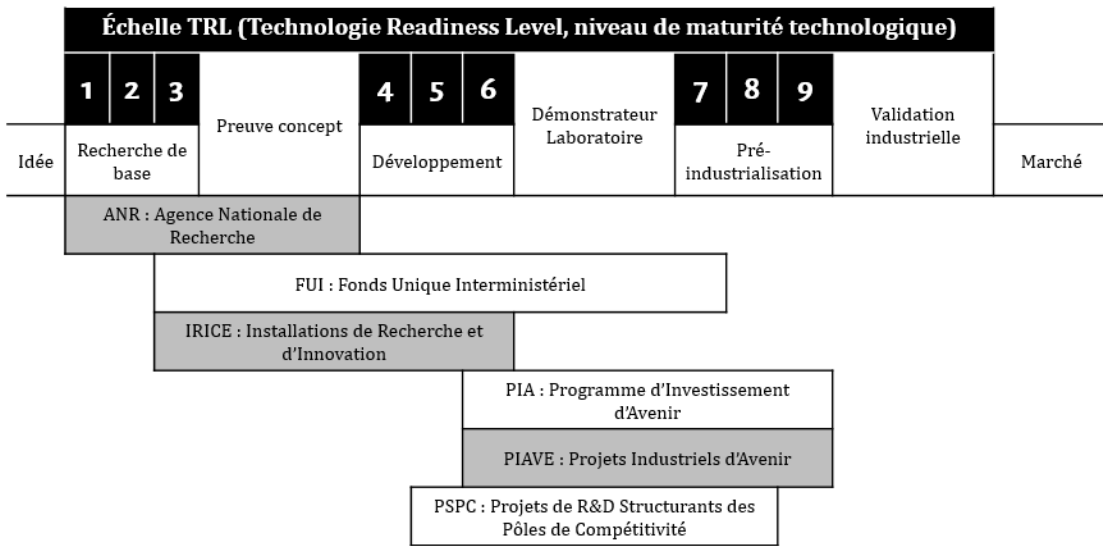 Échelle TRL (Technologie Readiness Level, niveau de maturité technologique)
1 2 3
Preuve concept
4 5 6
Démonstrateur
Laboratoire
7 8 9
Validation
industrielle
Idée
Recherche de
base
Développement
Pré-
industrialisation
Marché
ANR : Agence Nationale de
Recherche
FUI : Fonds Unique Interministériel
IRICE : Installations de Recherche et
d’Innovation
PIA : Programme d’Investissement
d’Avenir
PIAVE : Projets Industriels d’Avenir
PSPC : Projets de R&D Structurants des
Pôles de Compétitivité